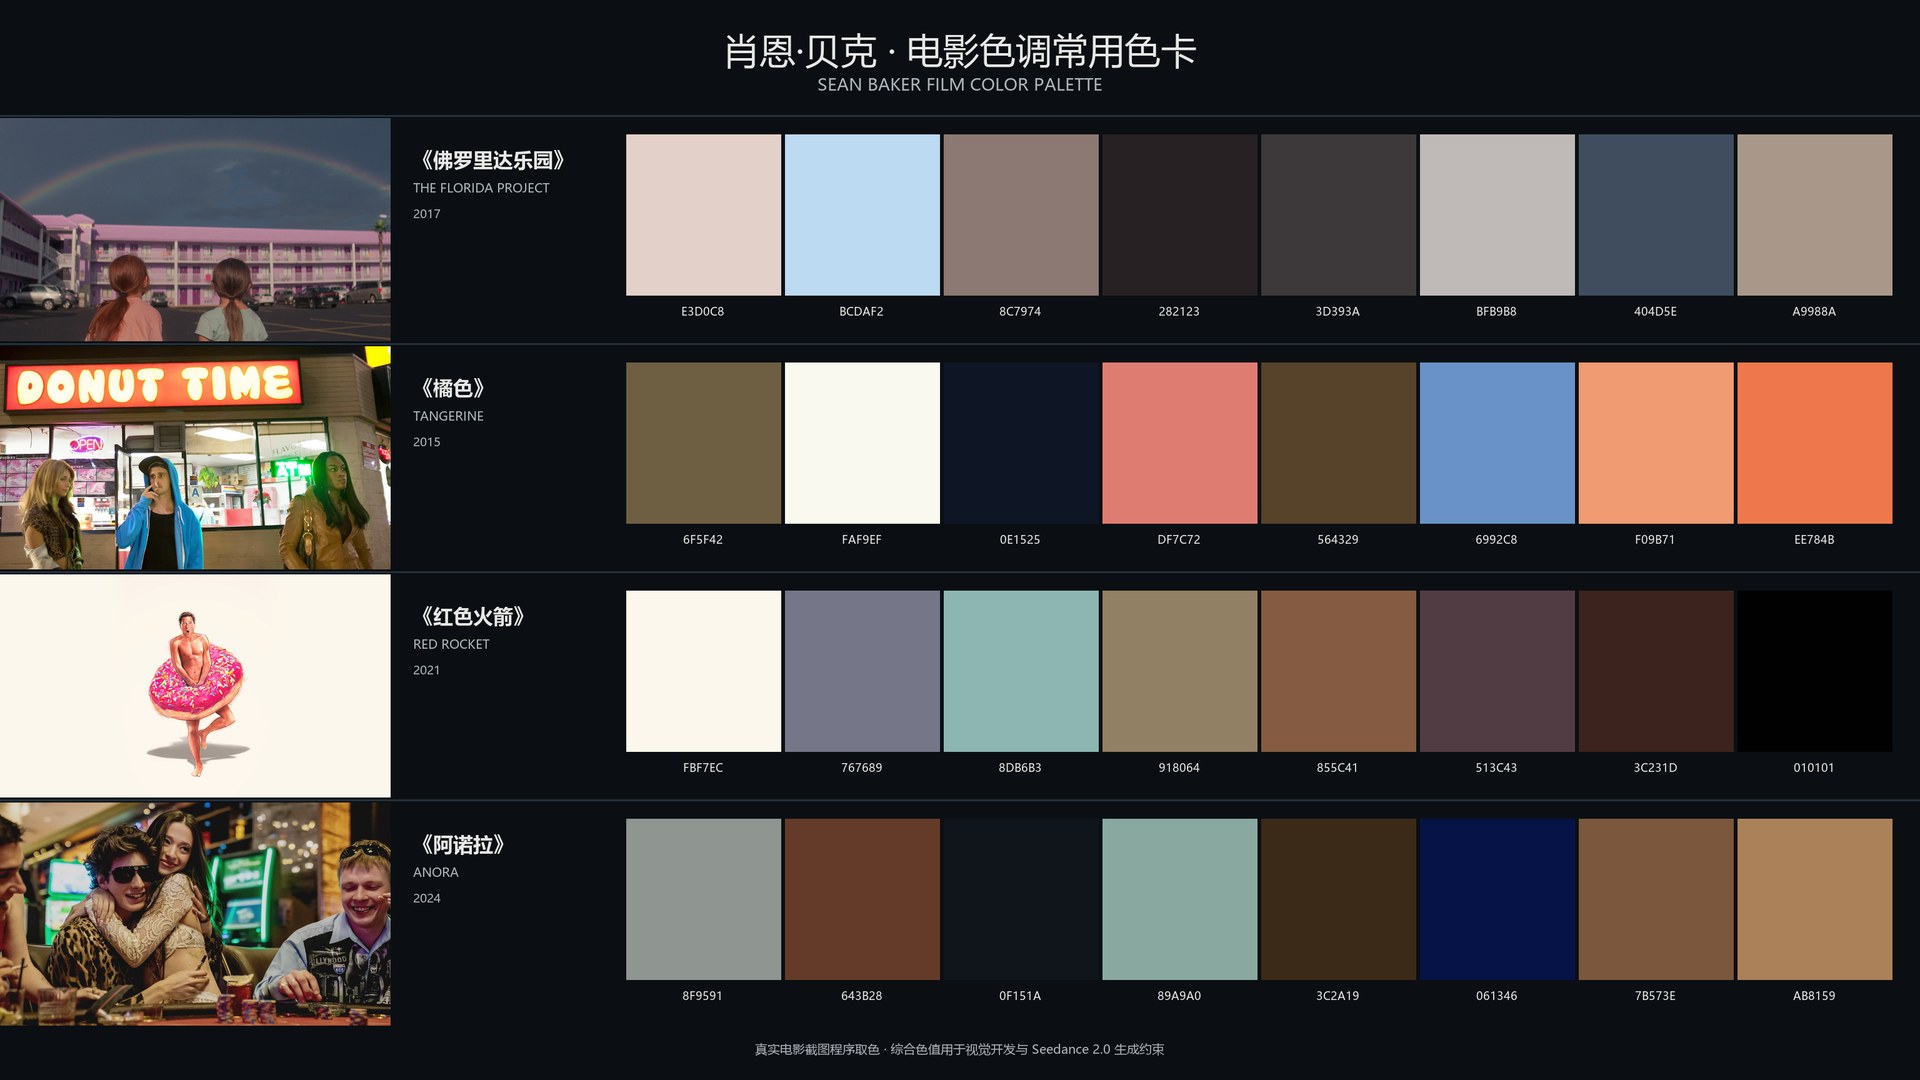 肖恩·贝克 · 电影色调常用色卡
SEAN BAKER FILM COLOR PALETTE
《佛罗里达乐园》
THE FLORIDA PROJECT
2017
E3D0C8 BCDAF2 8C7974 282123 3D393A BFB9B8 404D5E A9988A
DONUT TIME
OPEN
ATM
《橘色》
TANGERINE
2015
6F5F42 FAF9EF 0E1525 DF7C72 564329 6992C8 F09B71 EE784B
《红色火箭》
RED ROCKET
2021
FBF7EC 767689 8DB6B3 918064 855C41 513C43 3C231D 010101
《阿诺拉》
ANORA
2024
8F9591 643B28 0F151A 89A9A0 3C2A19 061346 7B573E AB8159
真实电影截图程序取色 · 综合色值用于视觉开发与 Seedance 2.0 生成约束